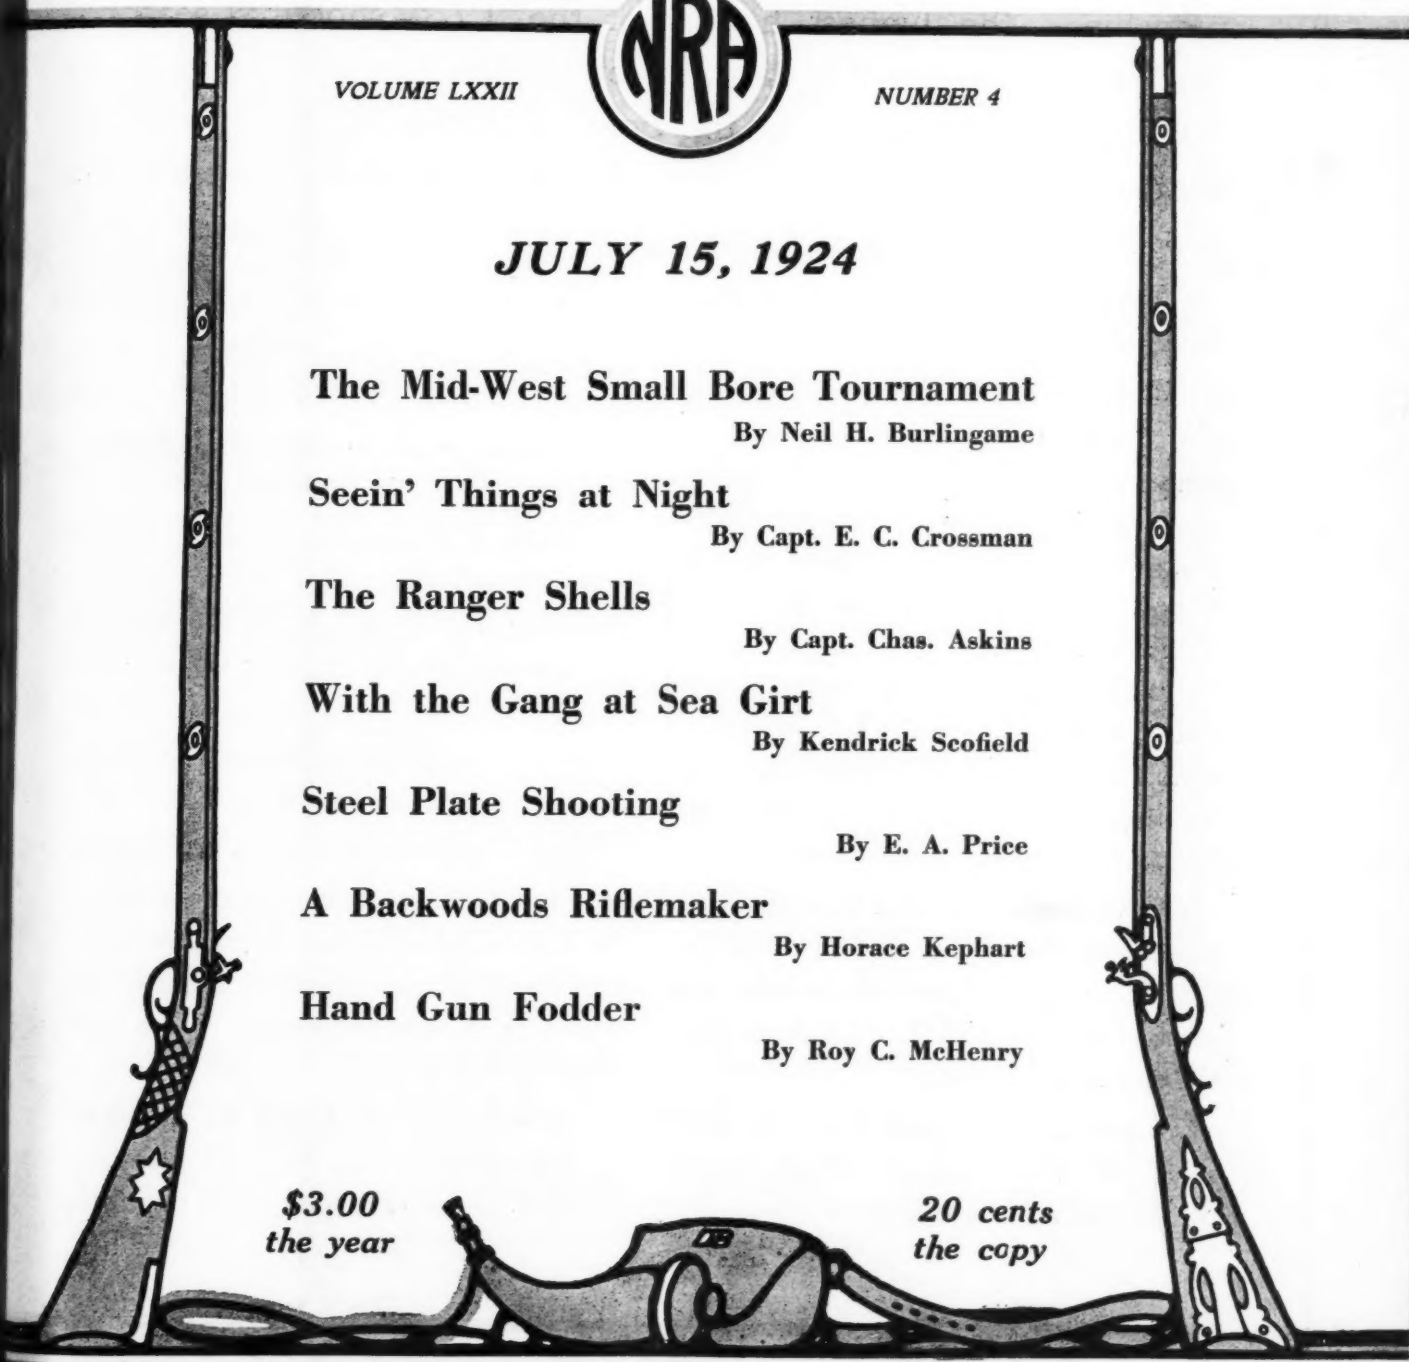 NRA
VOLUME LXXII
NUMBER 4
JULY 15, 1924
The Mid-West Small Bore Tournament
By Neil H. Burlingame
Seein’ Things at Night
By Capt. E. C. Crossman
The Ranger Shells
By Capt. Chas. Askins
With the Gang at Sea Girt
By Kendrick Scofield
Steel Plate Shooting
By E. A. Price
A Backwoods Riflemaker
By Horace Kephart
Hand Gun Fodder
By Roy C. McHenry
$3.00
the year
20 cents
the copy